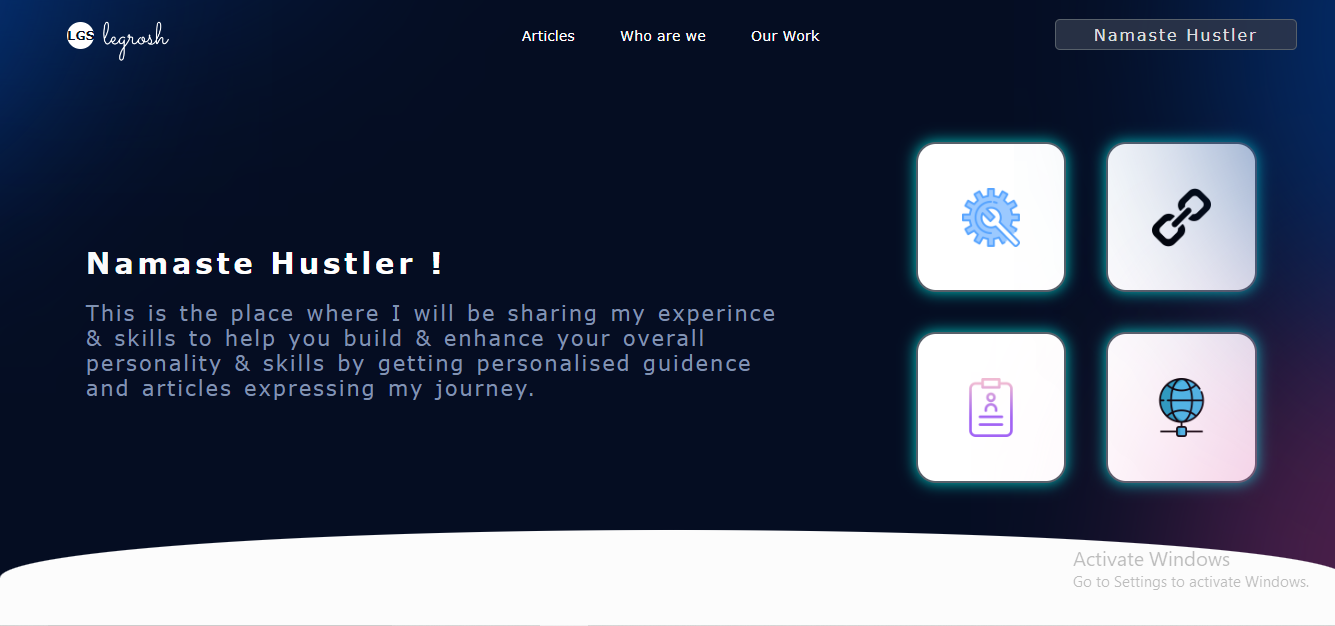 LGS legrosh
Articles
Who are we
Our Work
Namaste Hustler
Namaste Hustler !
This is the place where I will be sharing my experince
& skills to help you build & enhance your overall
personality & skills by getting personalised guidence
and articles expressing my journey.
Activate Windows
Go to Settings to activate Windows.